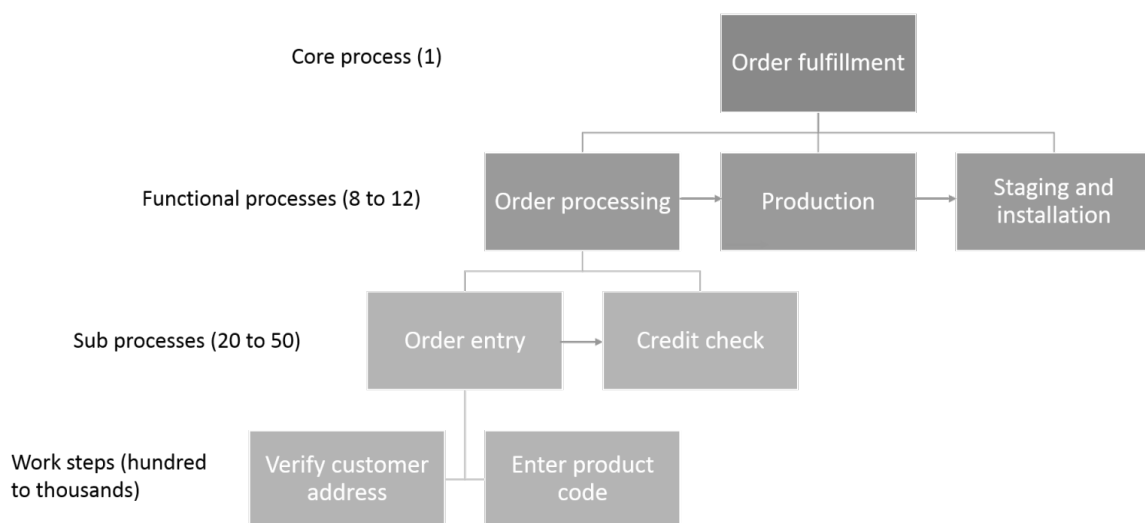 Core process (1)
Order fulfillment
Functional processes (8 to 12)
Order processing
Production
Staging and
installation
Sub processes (20 to 50)
Order entry
Credit check
Work steps (hundred
to thousands)
Verify customer
address
Enter product
code